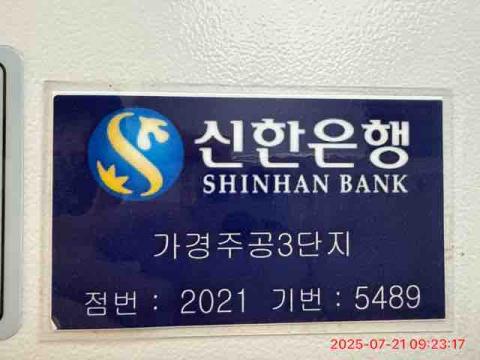 신한은행
SHINHAN BANK
가경주공3단지
점번 : 2021 기번 : 5489
2025-07-21 09:23:17